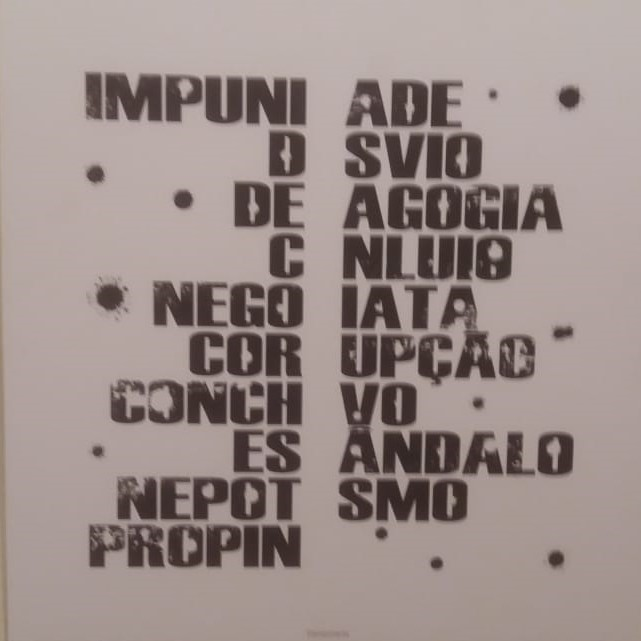 IMPUNI ADE
D SVIO
DE AGOGIA
C NLUIO
NEGO IATA
COR UPÇÃO
CONCH VO
ES ÂNDALO
NEPOT SMO
PROPIN